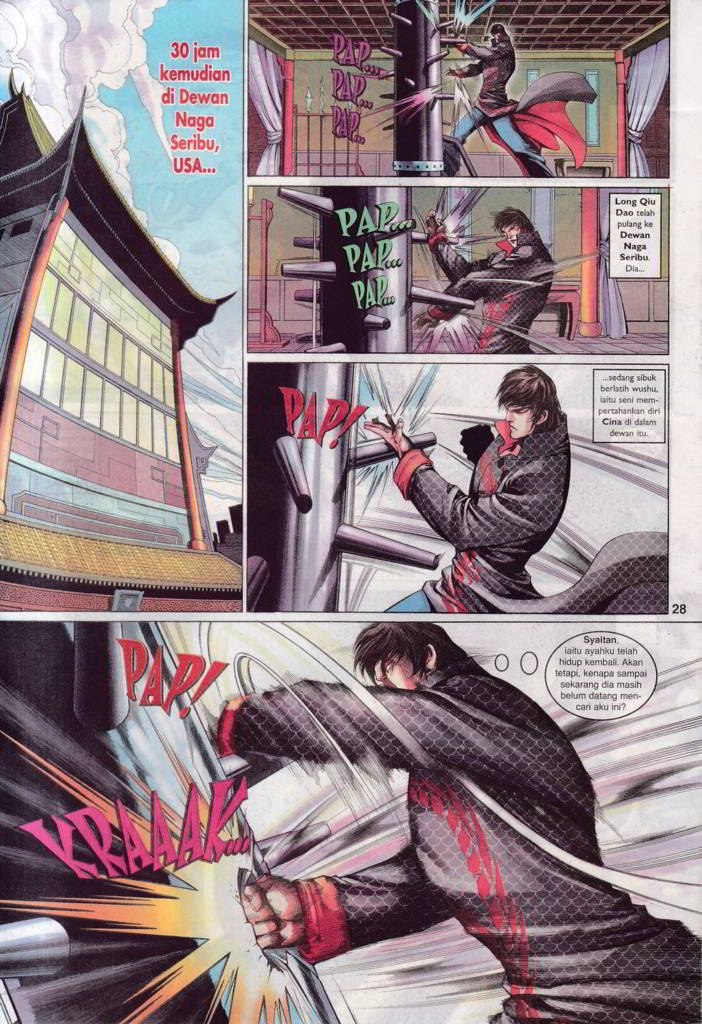 30 jam
kemudian
di Dewan
Naga
Seribu,
USA...
PAP...
PAP...
PAP...
PAP...
PAP...
PAP...
Long Qiu
Dao telah
pulang ke
Dewan
Naga
Seribu.
Dia...
PAP!
...sedang sibuk
berlatih wushu,
iaitu seni mem-
pertahankan diri
Cina di dalam
dewan itu.
28
PAP!
Syaitan,
iaitu ayahku telah
hidup kembali. Akan
tetapi, kenapa sampai
sekarang dia masih
belum datang men-
cari aku ini?
KRAAAK...